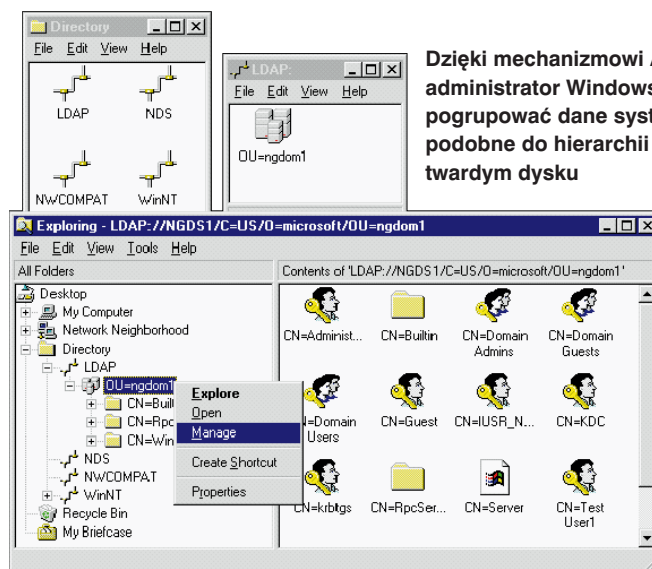 Directory
File Edit View Help
LDAP
NDS
NWCOMPAT
WinNT
LDAP:
File Edit View Help
OU=ngdom1
Dzięki mechanizmowi
administrator Windows
pogrupować dane
podobne do hierarchii
twardym dysku
Exploring - LDAP://NGDS1/C=US/O=microsoft/OU=ngdom1
File Edit View Tools Help
All Folders
Contents of 'LDAP://NGDS1/C=US/O=microsoft/OU=ngdom1'
Desktop
My Computer
Network Neighborhood
Directory
LDAP
OU=ngdom1
CN=Buil
CN=Rpc
CN=Win
NDS
NWCOMPAT
WinNT
Recycle Bin
My Briefcase
Explore
Open
Manage
Create Shortcut
Properties
CN=Administ...
CN=Builtin
CN=Domain
Admins
CN=Domain
Guests
=Domain
Users
CN=Guest
CN=IUSR_N...
CN=KDC
CN=krbtgs
CN=RpcSer...
CN=Server
CN=Test
User1